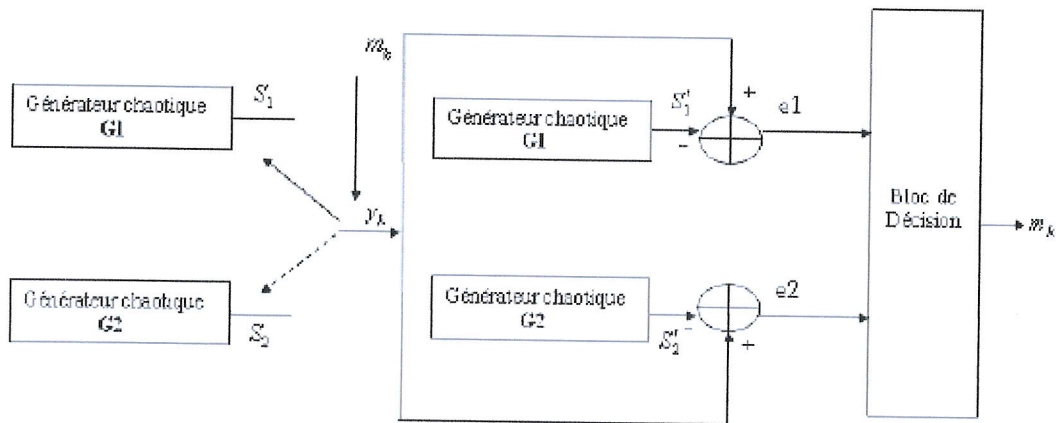 m_k
Générateur chaotique
G1
S_1
Générateur chaotique
G1
S'_1
+
-
e1
y_k
Bloc de
Décision
m_k
Générateur chaotique
G2
S_2
Générateur chaotique
G2
S'_2
-
+
e2